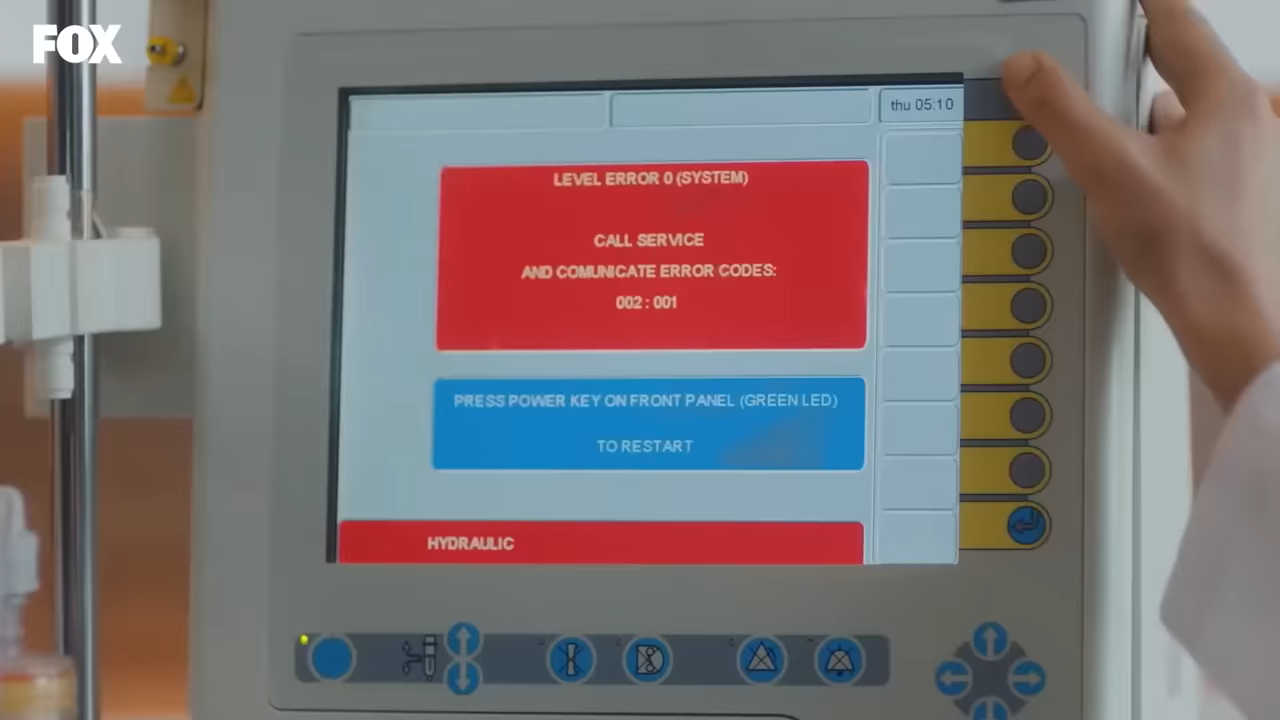 FOX
thu 05:10
LEVEL ERROR 0 (SYSTEM)
CALL SERVICE
AND COMUNICATE ERROR CODES:
002 : 001
PRESS POWER KEY ON FRONT PANEL (GREEN LED)
TO RESTART
HYDRAULIC